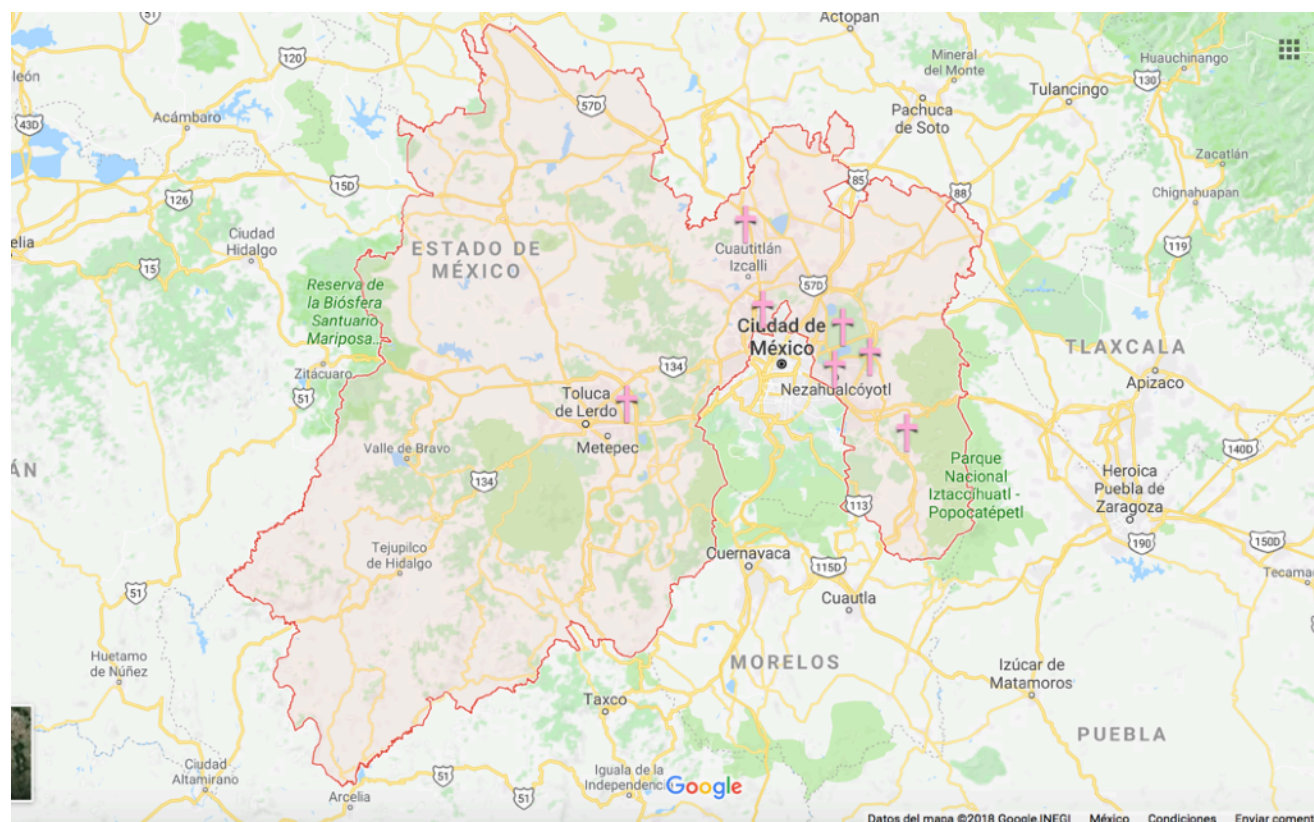 51
Actopan
120
Mineral
del Monte
Huauchinango
león
57D
130
Tulancingo
43D
Acámbaro
Pachuca
de Soto
Zacatlán
15D
85
88
Chignahuapan
126
elia
Ciudad
Hidalgo
ESTADO DE
MÉXICO
Cuautitlán
Izcalli
119
15
Reserva de
la Biósfera
Santuario
Mariposa...
57D
Ciudad de
México
TLAXCALA
Zitácuaro
134
Apizaco
51
Toluca
de Lerdo
Nezahualcóyotl
Metepec
Valle de Bravo
ÁN
134
Parque
Nacional
Iztaccihuatl -
Popocatépetl
140D
Heroica
Puebla de
Zaragoza
113
190
150D
Tejupilco
de Hidalgo
Cuernavaca
115D
Tecama
51
Cuautla
Huetamo
de Núñez
MORELOS
Izúcar de
Matamoros
Taxco
PUEBLA
Ciudad
Altamirano
51
Iguala de la
Independenci
Google
Arcelia
51
Datos del mapa ©2018 Google INEGI México Condiciones Enviar coment